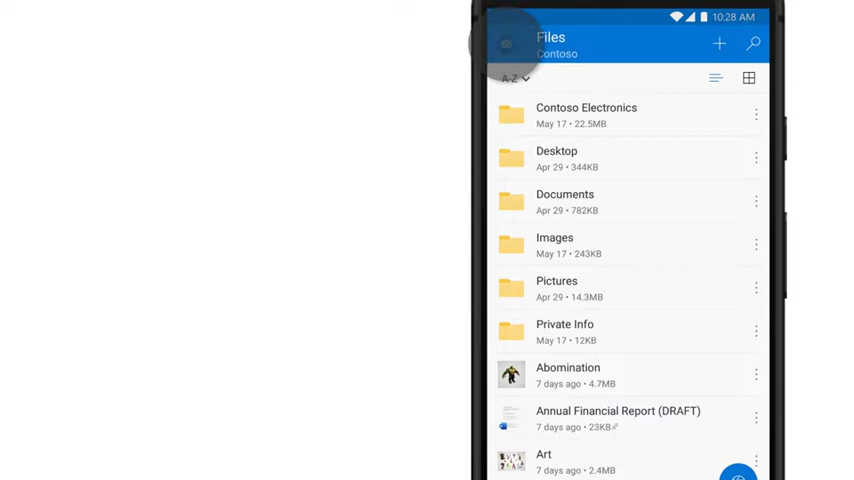 10:28 AM
Files
Contoso
A-Z
Contoso Electronics
May 17 • 22.5MB
Desktop
Apr 29 • 344KB
Documents
Apr 29 • 782KB
Images
May 17 • 243KB
Pictures
Apr 29 • 14.3MB
Private Info
May 17 • 12KB
Abomination
7 days ago • 4.7MB
Annual Financial Report (DRAFT)
7 days ago • 23KB
Art
7 days ago • 2.4MB